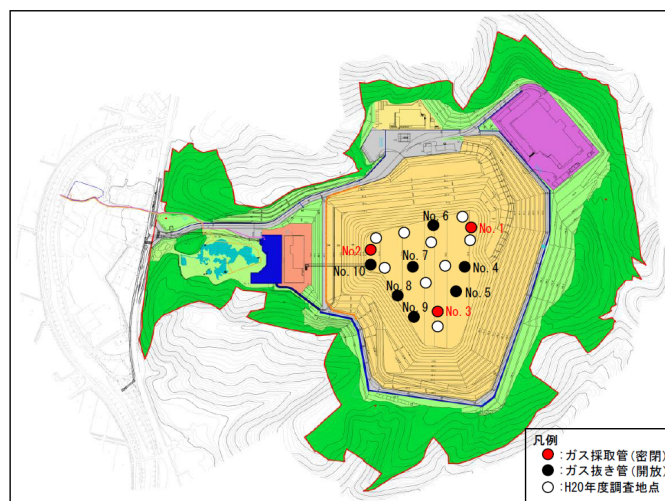 No. 6
No. 1
No. 2
No. 7
No. 10
No. 4
No. 8
No. 5
No. 9
No. 3
凡例
：ガス採取管(密閉)
：ガス抜き管(開放)
：H20年度調査地点